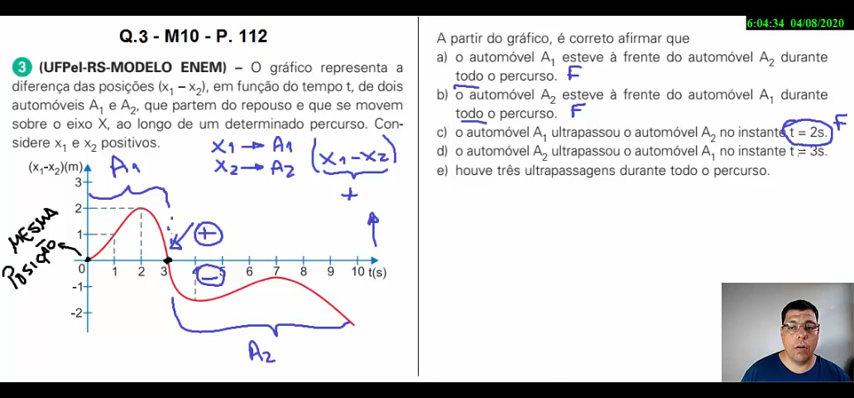 Q.3 - M10 - P. 112
3 (UFPel-RS-MODELO ENEM) – O gráfico representa a
diferença das posições (x₁ – x₂), em função do tempo t, de dois
automóveis A₁ e A₂, que partem do repouso e que se movem
sobre o eixo X, ao longo de um determinado percurso. Con-
sidere x₁ e x₂ positivos.
x₁ → A₁
x₂ → A₂
(x₁-x₂)
+
(x₁-x₂)(m)
A₁
3
2
1
0
-1
-2
1 2 3 5 6 7 8 9 10 t(s)
+
–
MESMA
POSIÇÃO
A₂
6:04:34 04/08/2020
A partir do gráfico, é correto afirmar que
a) o automóvel A₁ esteve à frente do automóvel A₂ durante
todo o percurso. F
b) o automóvel A₂ esteve à frente do automóvel A₁ durante
todo o percurso. F
c) o automóvel A₁ ultrapassou o automóvel A₂ no instante t = 2s. F
d) o automóvel A₂ ultrapassou o automóvel A₁ no instante t = 3s.
e) houve três ultrapassagens durante todo o percurso.